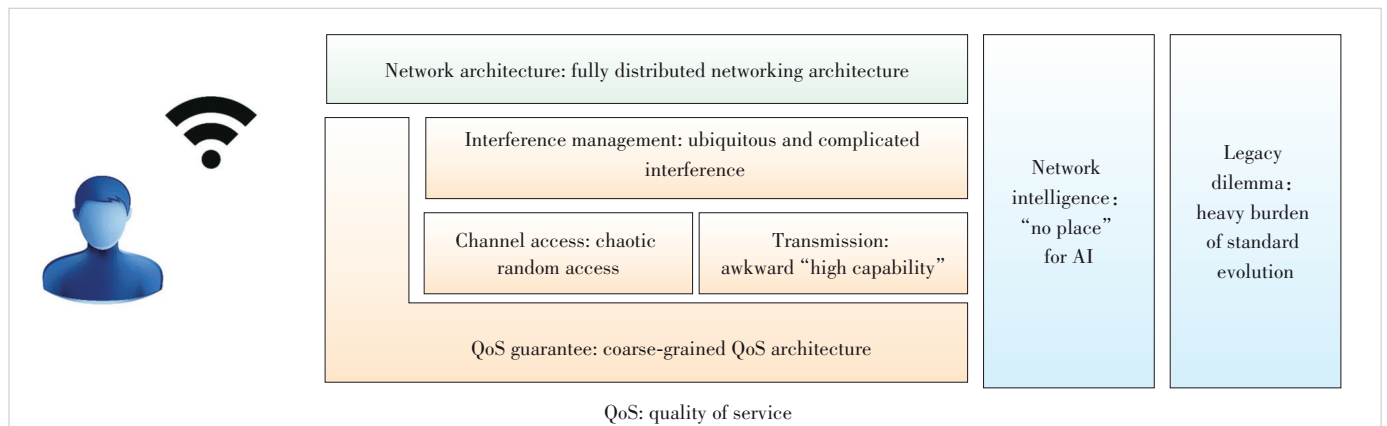 Network architecture: fully distributed networking architecture
Interference management: ubiquitous and complicated
interference
Channel access: chaotic
random access
Transmission:
awkward “high capability”
QoS guarantee: coarse-grained QoS architecture
Network
intelligence:
“no place”
for AI
Legacy
dilemma:
heavy burden
of standard
evolution
QoS: quality of service